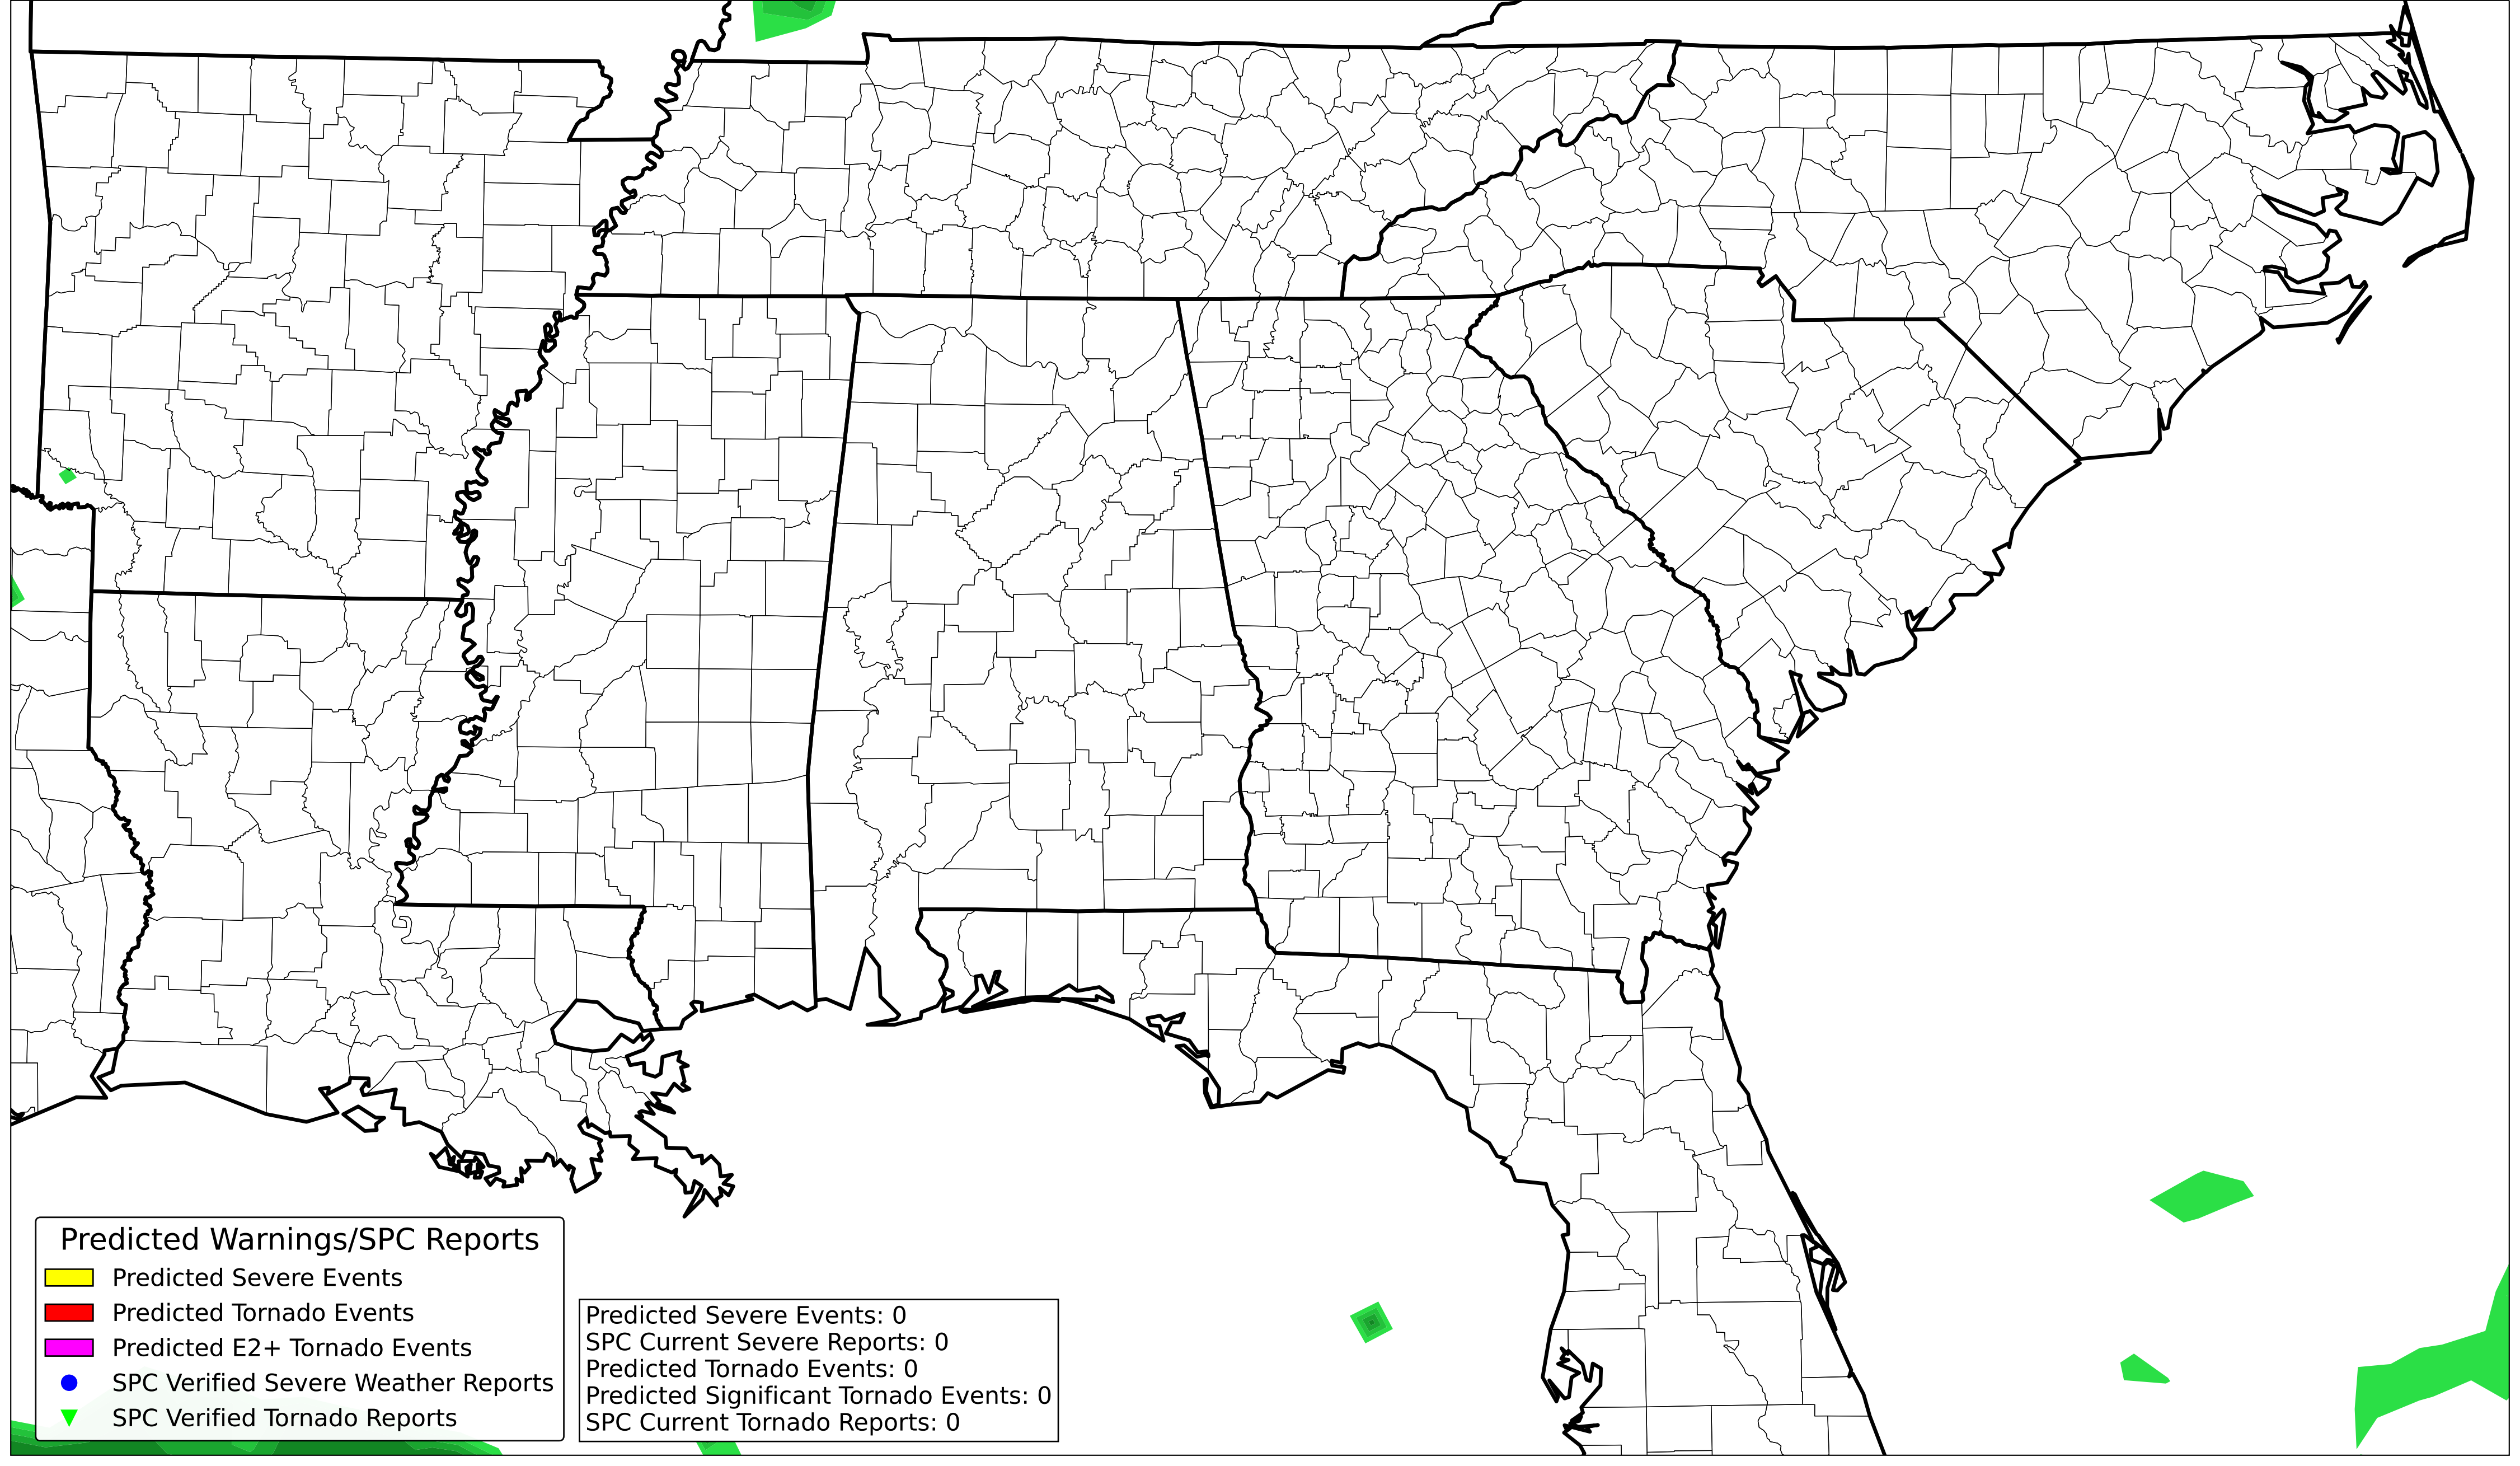 Predicted Warnings/SPC Reports
Predicted Severe Events
Predicted Tornado Events
Predicted E2+ Tornado Events
SPC Verified Severe Weather Reports
SPC Verified Tornado Reports
Predicted Severe Events: 0
SPC Current Severe Reports: 0
Predicted Tornado Events: 0
Predicted Significant Tornado Events: 0
SPC Current Tornado Reports: 0